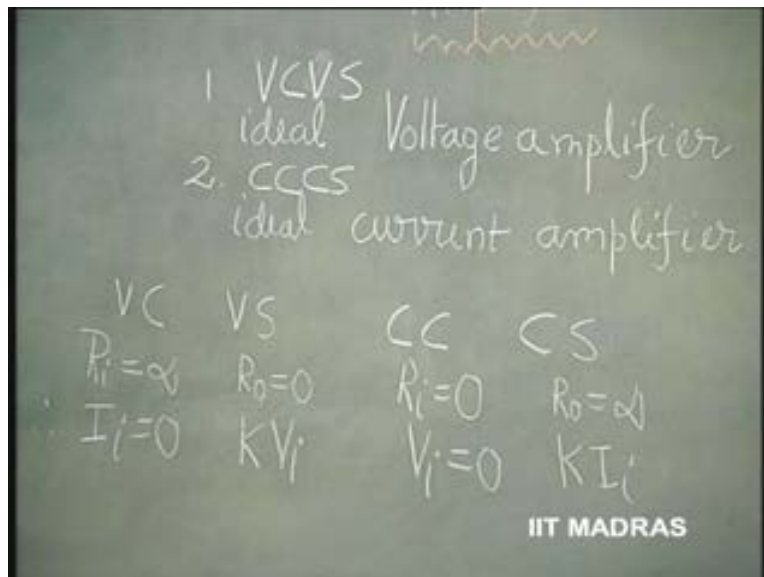 1 VCVS
ideal Voltage amplifier
2. CCCS
ideal current amplifier
VC VS CC CS
Ri=∝ R0=0 Ri=0 R0=∝
∴ Ii=0 KVi Vi=0 KIi
IIT MADRAS